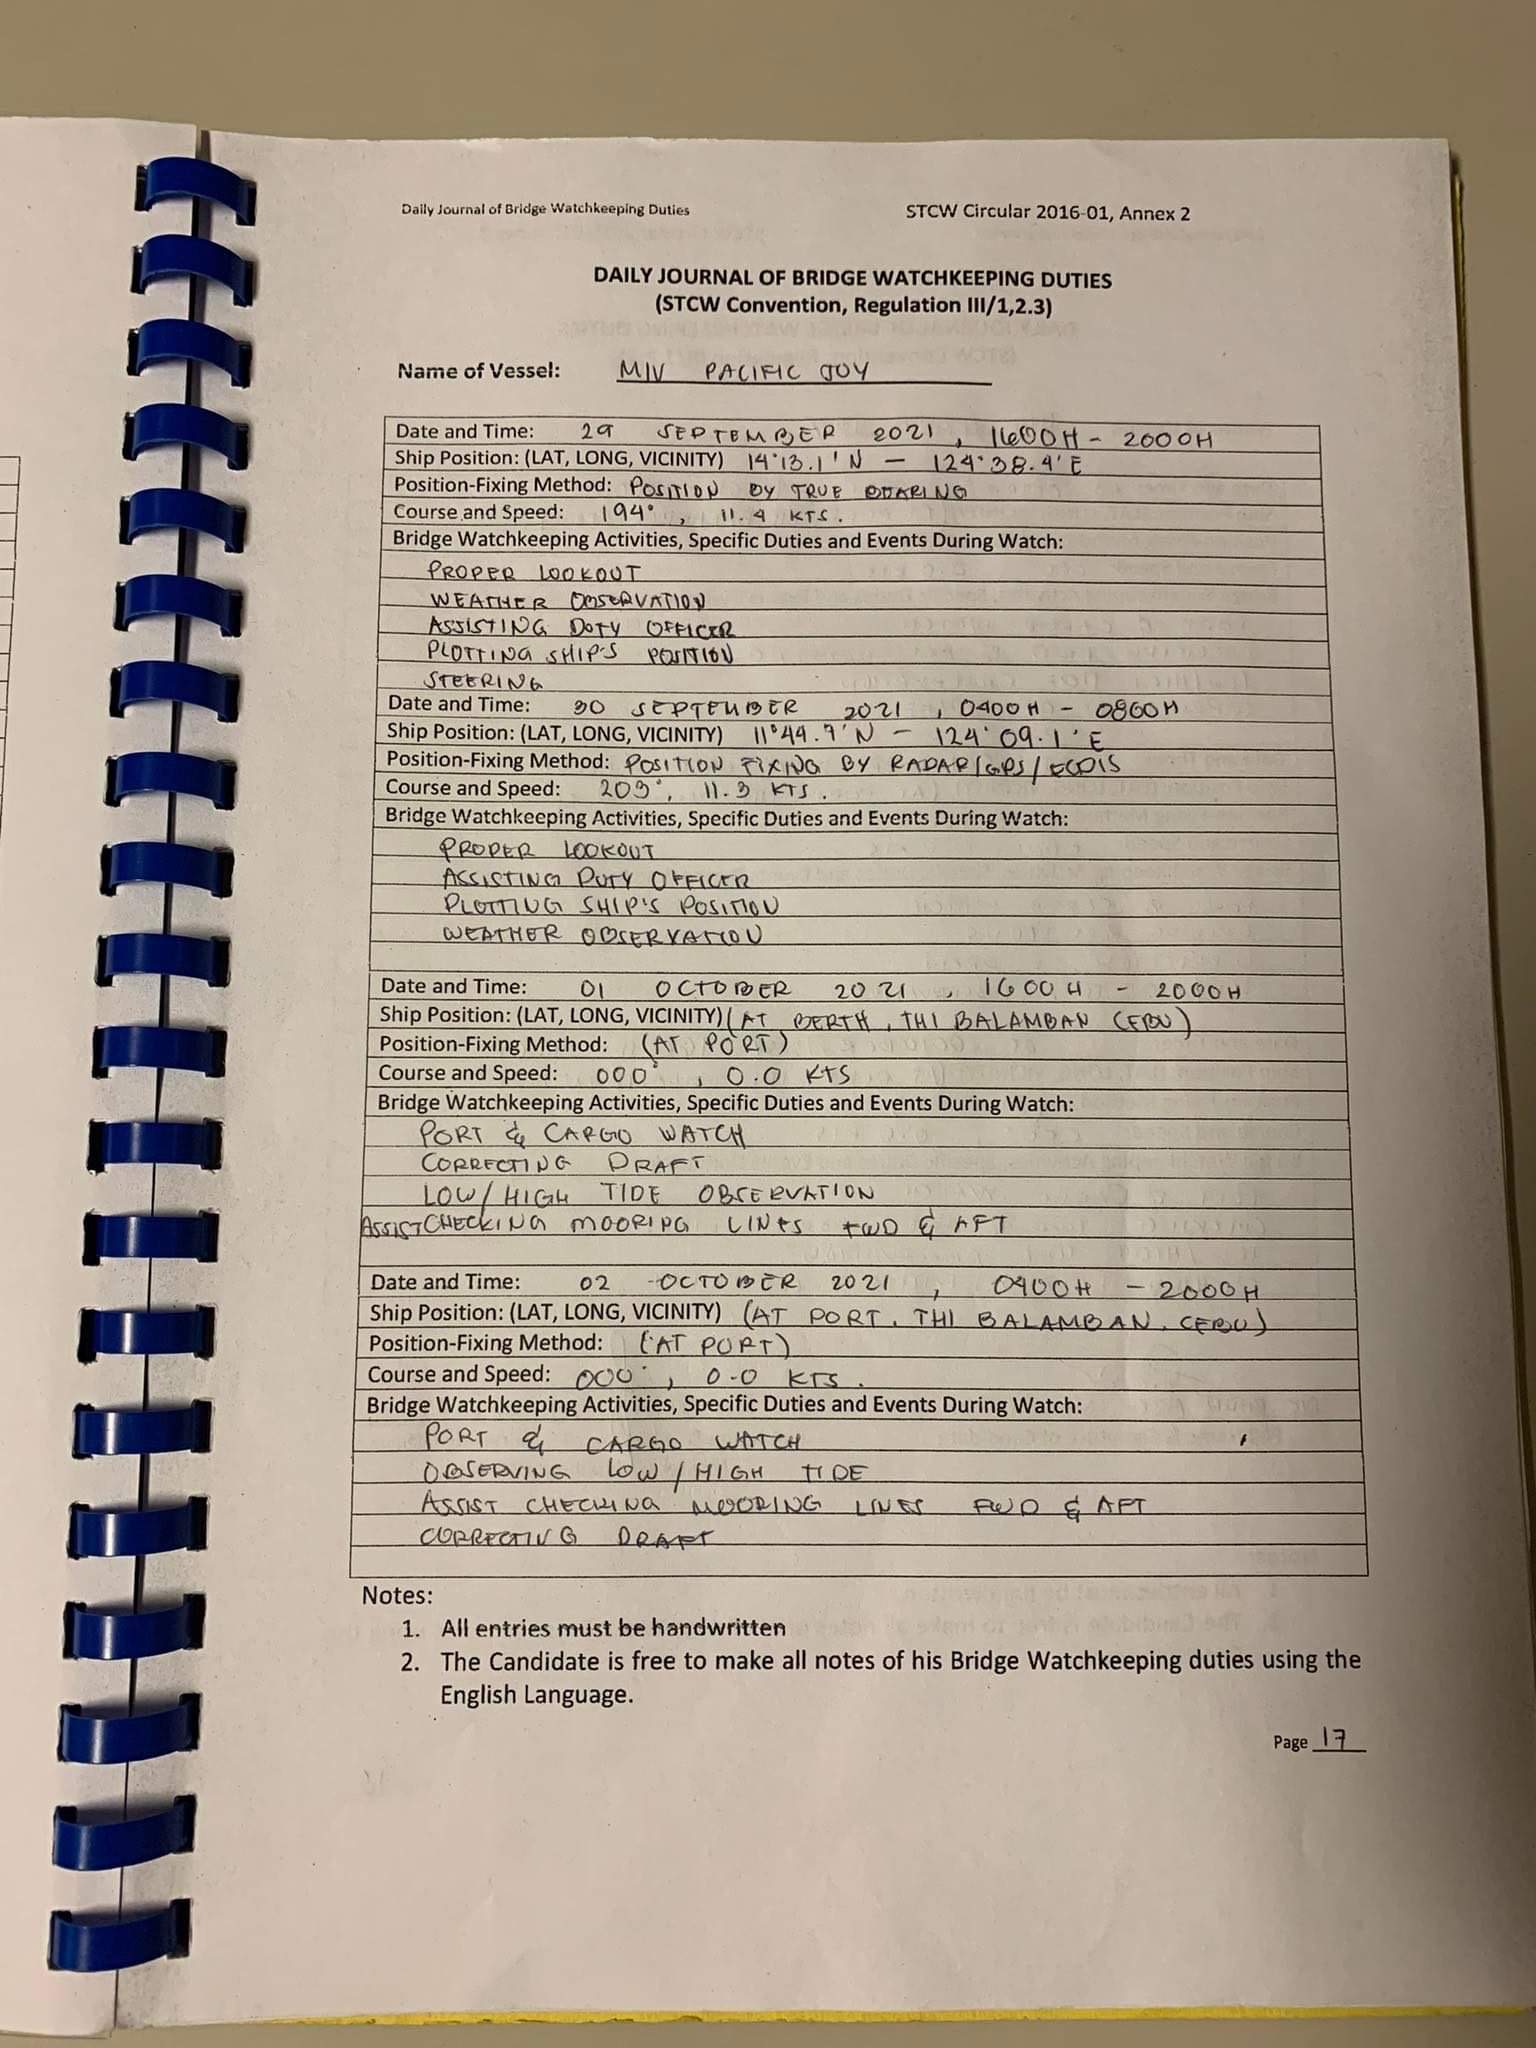 Daily Journal of Bridge Watchkeeping Duties STCW Circular 2016-01, Annex 2
DAILY JOURNAL OF BRIDGE WATCHKEEPING DUTIES
(STCW Convention, Regulation III/1,2.3)
Name of Vessel: M/V PACIFIC JOY
Date and Time: 29 SEPTEMBER 2021, 1600H - 2000H
Ship Position: (LAT, LONG, VICINITY) 14°13.1'N - 124°38.4'E
Position-Fixing Method: POSITION BY TRUE BEARING
Course and Speed: 194°, 11.4 KTS.
Bridge Watchkeeping Activities, Specific Duties and Events During Watch:
PROPER LOOKOUT
WEATHER OBSERVATION
ASSISTING DUTY OFFICER
PLOTTING SHIP'S POSITION
STEERING
Date and Time: 30 SEPTEMBER 2021, 0400H - 0800H
Ship Position: (LAT, LONG, VICINITY) 11°49.9'N - 124°09.1'E
Position-Fixing Method: POSITION FIXING BY RADAR/GPS/ECDIS
Course and Speed: 203°, 11.3 KTS.
Bridge Watchkeeping Activities, Specific Duties and Events During Watch:
PROPER LOOKOUT
ASSISTING DUTY OFFICER
PLOTTING SHIP'S POSITION
WEATHER OBSERVATION
Date and Time: 01 OCTOBER 2021, 1600H - 2000H
Ship Position: (LAT, LONG, VICINITY) (AT BERTH, THI BALAMBAN CEBU)
Position-Fixing Method: (AT PORT)
Course and Speed: 000°, 0.0 KTS
Bridge Watchkeeping Activities, Specific Duties and Events During Watch:
PORT & CARGO WATCH
CORRECTING DRAFT
LOW/HIGH TIDE OBSERVATION
ASSIST CHECKING MOORING LINES FWD & AFT
Date and Time: 02 OCTOBER 2021, 0400H - 2000H
Ship Position: (LAT, LONG, VICINITY) (AT PORT, THI BALAMBAN, CEBU)
Position-Fixing Method: (AT PORT)
Course and Speed: 000°, 0.0 KTS.
Bridge Watchkeeping Activities, Specific Duties and Events During Watch:
PORT & CARGO WATCH
OBSERVING LOW/HIGH TIDE
ASSIST CHECKING MOORING LINES FWD & AFT
CORRECTING DRAFT
Notes:
1. All entries must be handwritten
2. The Candidate is free to make all notes of his Bridge Watchkeeping duties using the
English Language.
Page 17